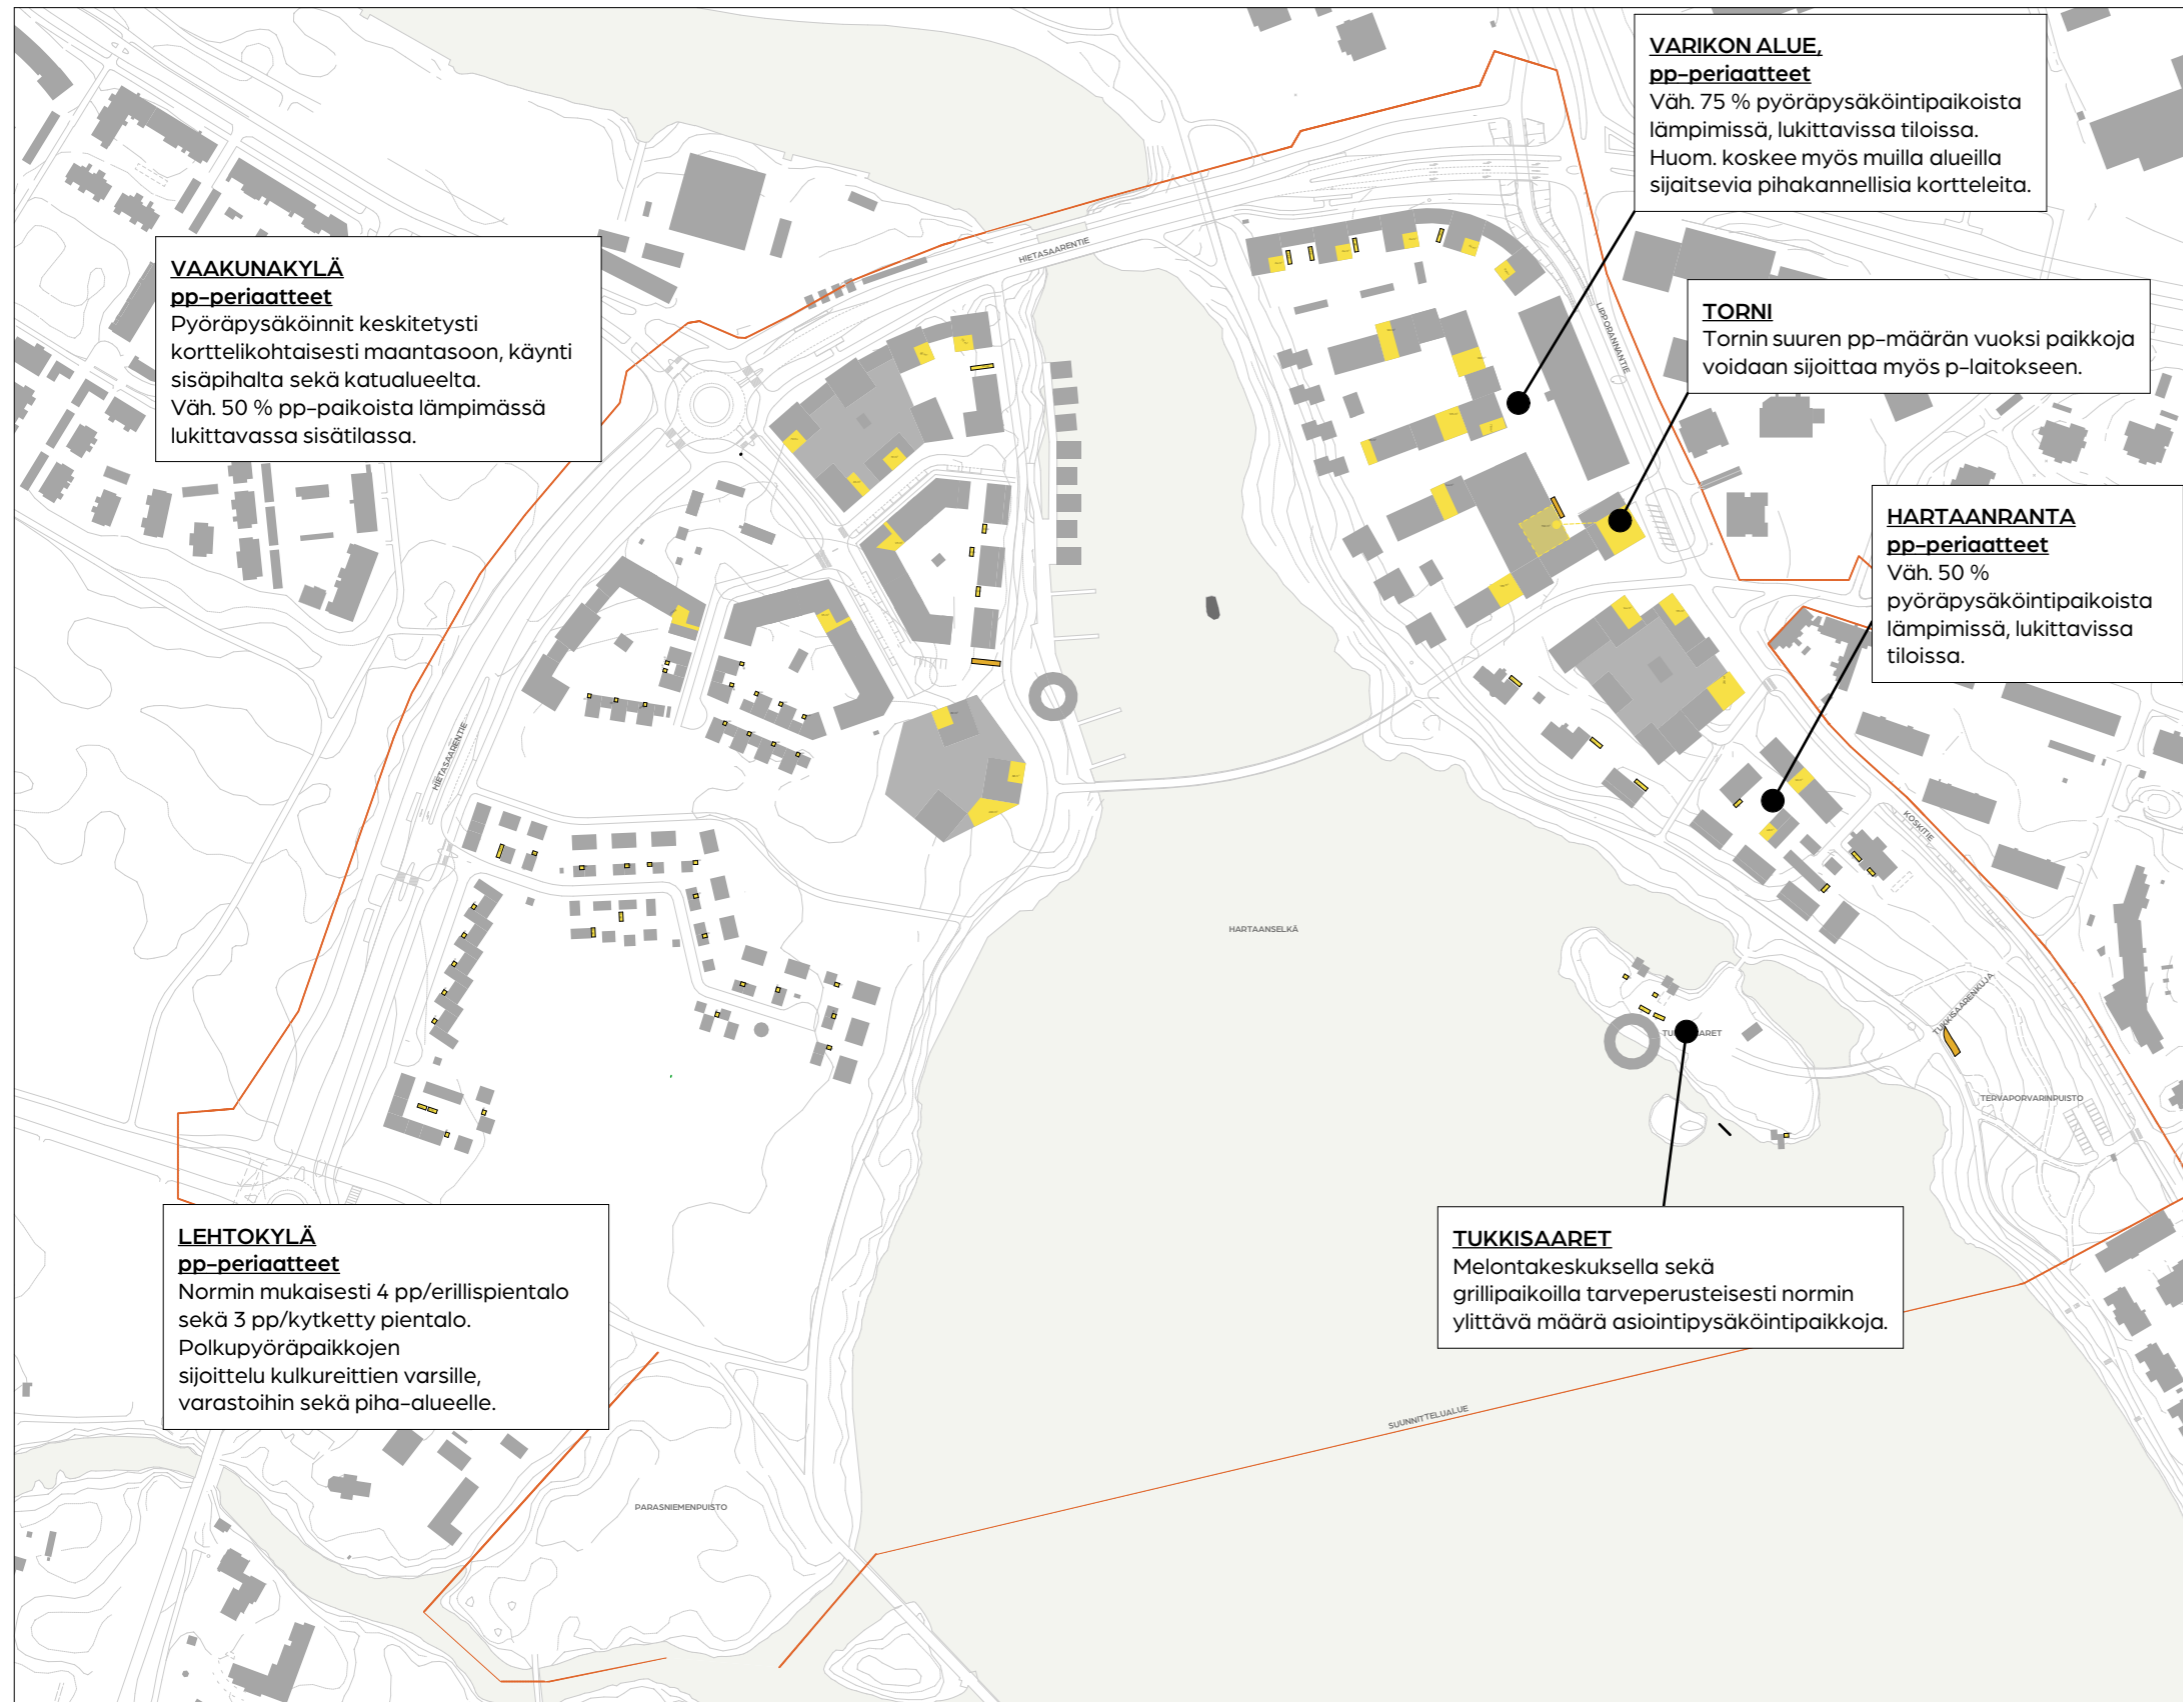 VARIKON ALUE,
pp-periaatteet
Väh. 75 % pyöräpysäköintipaikoista
lämpimissä, lukittavissa tiloissa.
Huom. koskee myös muilla alueilla
sijaitsevia pihakannellisia kortteleita.
VAAKUNAKYLÄ
pp-periaatteet
Pyöräpysäköinnit keskitetysti
korttelikohtaisesti maantasoon, käynti
sisäpihalta sekä katualueelta.
Väh. 50 % pp-paikoista lämpimässä
lukittavassa sisätilassa.
HIETASAARENTIE
LIPPORANNANTIE
TORNI
Tornin suuren pp-määrän vuoksi paikkoja
voidaan sijoittaa myös p-laitokseen.
HARTAANRANTA
pp-periaatteet
Väh. 50 %
pyöräpysäköintipaikoista
lämpimissä, lukittavissa
tiloissa.
HIETASAARENTIE
KOSKITIE
HARTAANSELKÄ
TUKKISAARENKUJA
TERVAPORVARINPUISTO
LEHTOKYLÄ
pp-periaatteet
Normin mukaisesti 4 pp/erillispientalo
sekä 3 pp/kytketty pientalo.
Polkupyöräpaikkojen
sijoittelu kulkureittien varsille,
varastoihin sekä piha-alueelle.
TUKKISAARET
Melontakeskuksella sekä
grillipaikoilla tarveperusteisesti normin
ylittävä määrä asiointipysäköintipaikkoja.
SUUNNITTELUALUE
PARASNIEMENPUISTO